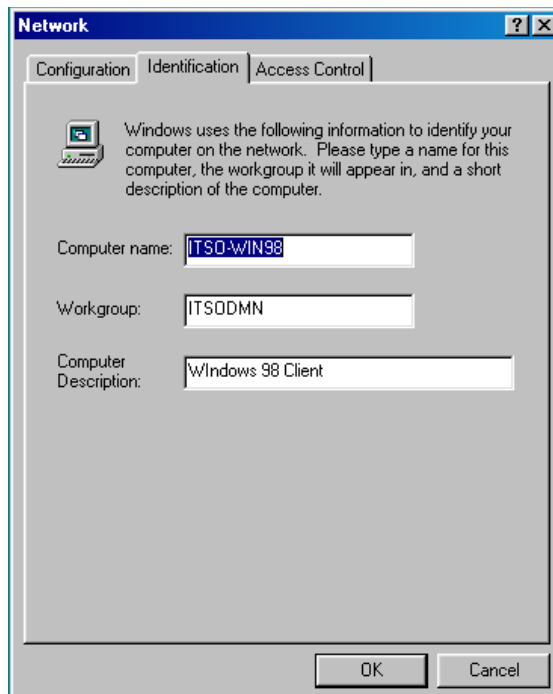 Network
Configuration Identification Access Control
Windows uses the following information to identify your
computer on the network. Please type a name for this
computer, the workgroup it will appear in, and a short
description of the computer.
Computer name: ITSO-WIN98
Workgroup: ITSODMN
Computer
Description: WIndows 98 Client
OK Cancel